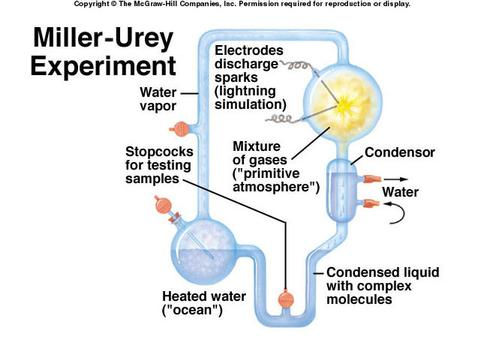 Copyright © The McGraw-Hill Companies, Inc. Permission required for reproduction or display.
Miller-Urey
Experiment
Electrodes
discharge
sparks
(lightning
simulation)
Water
vapor
Stopcocks
for testing
samples
Mixture
of gases
("primitive
atmosphere")
Condensor
Water
Heated water
("ocean")
Condensed liquid
with complex
molecules